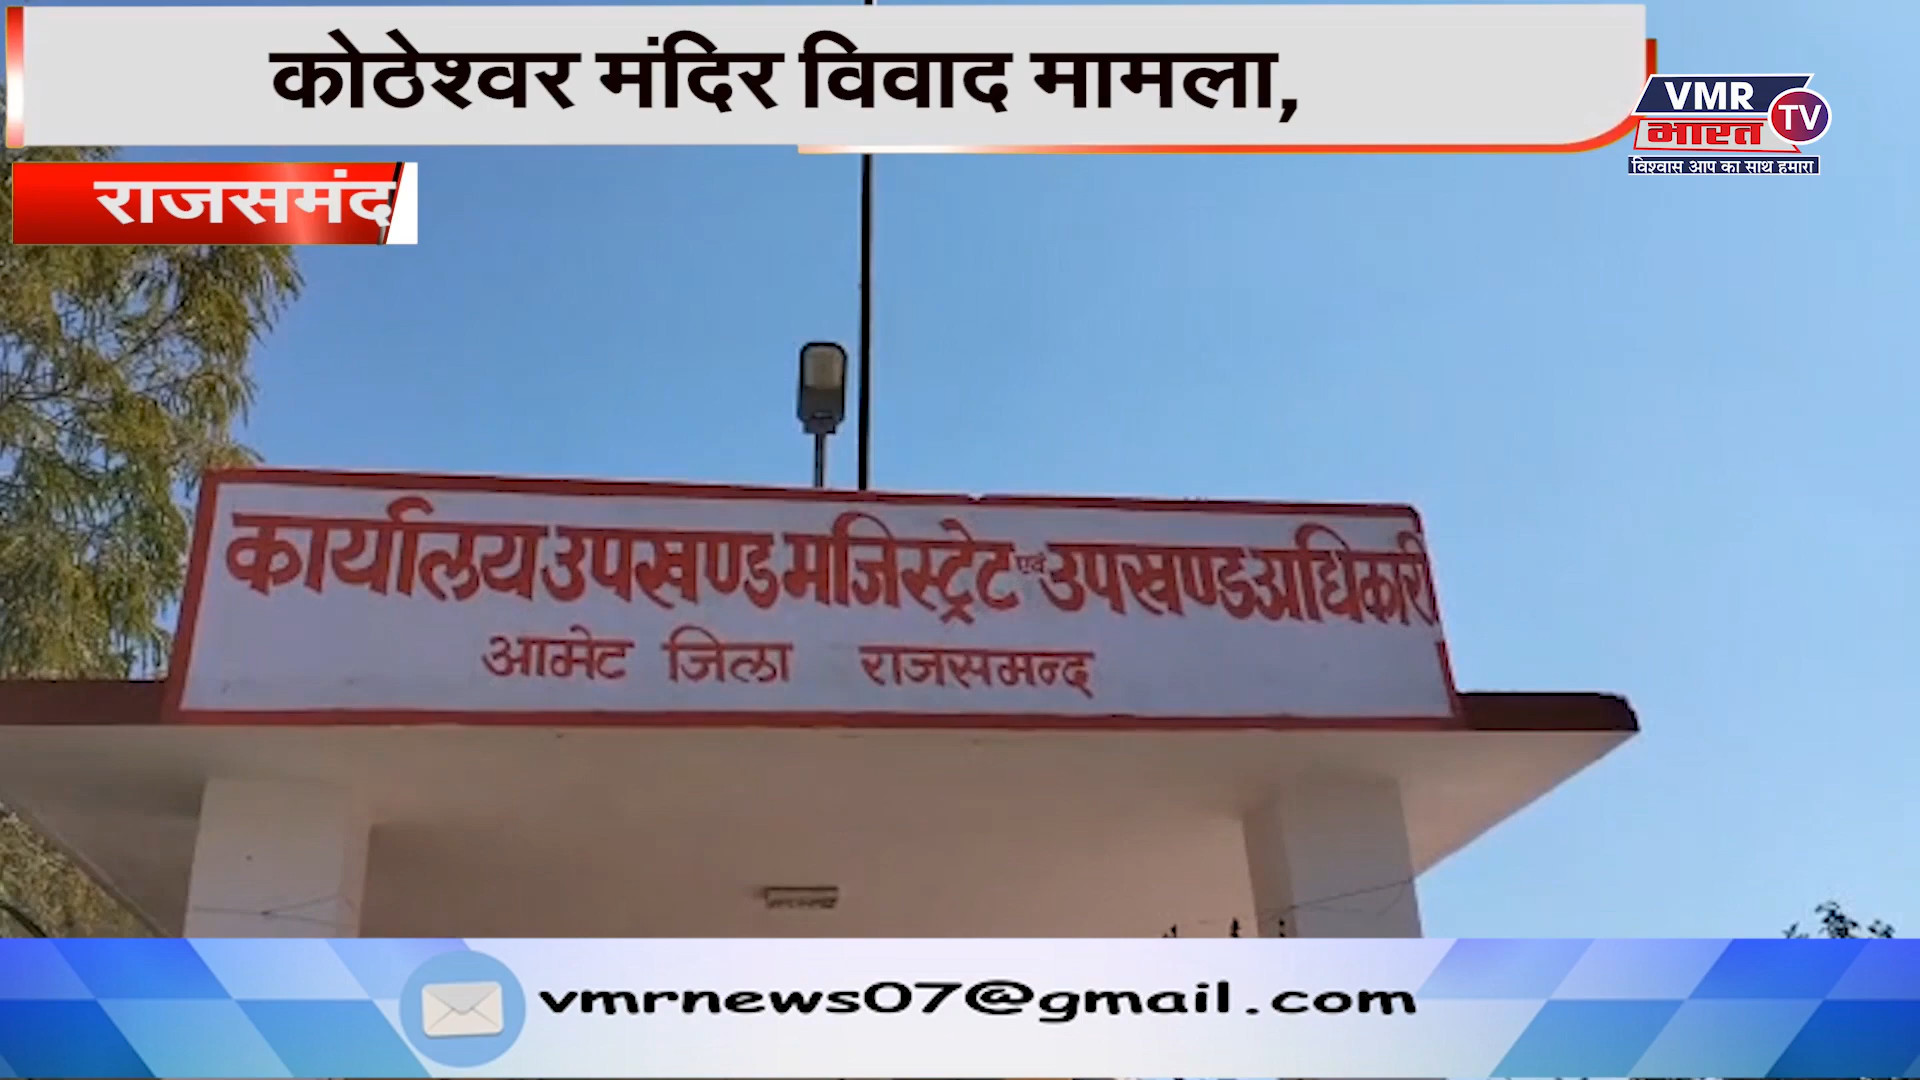 कोठेश्वर मंदिर विवाद मामला,
VMR
भारत
TV
विश्वास आप का साथ हमारा
राजसमंद
कार्यालय उपखण्ड मजिस्ट्रेट एवं उपखण्ड अधिकारी
आमेट जिला राजसमन्द
vmrnews07@gmail.com